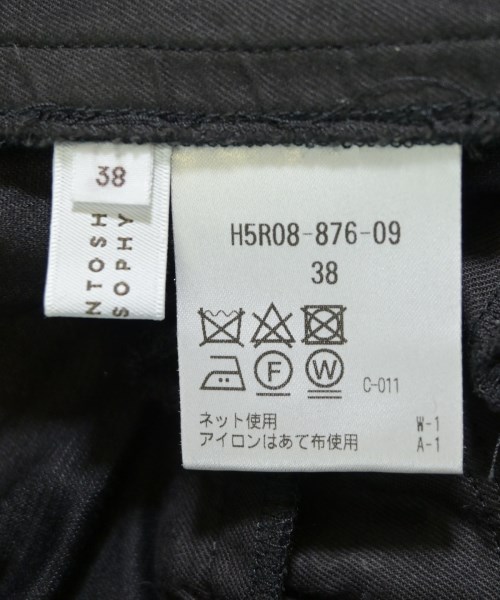 38
NTOSH
SOPHY
H5R08-876-09
38
F
W
C-011
ネット使用 W-1
アイロンはあて布使用 A-1